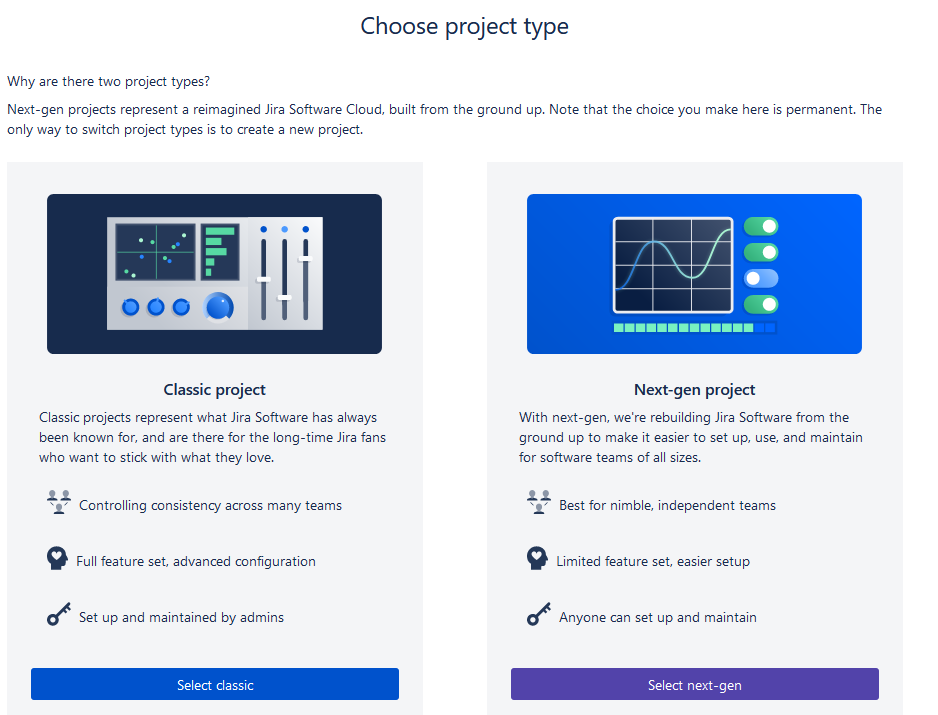 Choose project type
Why are there two project types?
Next-gen projects represent a reimagined Jira Software Cloud, built from the ground up. Note that the choice you make here is permanent. The
only way to switch project types is to create a new project.
Classic project
Classic projects represent what Jira Software has always
been known for, and are there for the long-time Jira fans
who want to stick with what they love.
Controlling consistency across many teams
Full feature set, advanced configuration
Set up and maintained by admins
Select classic
Next-gen project
With next-gen, we're rebuilding Jira Software from the
ground up to make it easier to set up, use, and maintain
for software teams of all sizes.
Best for nimble, independent teams
Limited feature set, easier setup
Anyone can set up and maintain
Select next-gen